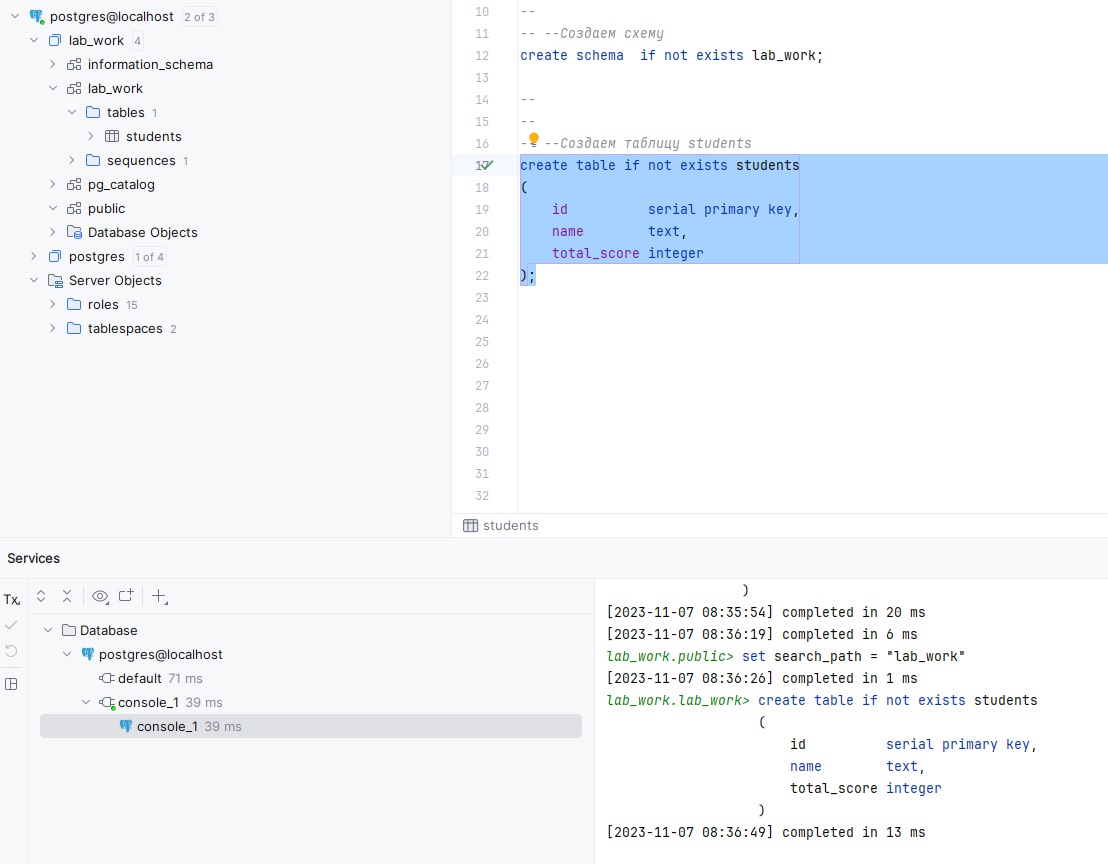 postgres@localhost 2 of 3
lab_work 4
information_schema
lab_work
tables 1
students
sequences 1
pg_catalog
public
Database Objects
postgres 1 of 4
Server Objects
roles 15
tablespaces 2
10 --
11 -- --Создаем схему
12 create schema  if not exists lab_work;
13
14 --
15 --
16 - --Создаем таблицу students
17 create table if not exists students
18 (
19     id          serial primary key,
20     name        text,
21     total_score integer
22 );
23
24
25
26
27
28
29
30
31
32
students
Services
Tx
Database
postgres@localhost
default 71 ms
console_1 39 ms
console_1 39 ms
)
[2023-11-07 08:35:54] completed in 20 ms
[2023-11-07 08:36:19] completed in 6 ms
lab_work.public> set search_path = "lab_work"
[2023-11-07 08:36:26] completed in 1 ms
lab_work.lab_work> create table if not exists students
(
id          serial primary key,
name        text,
total_score integer
)
[2023-11-07 08:36:49] completed in 13 ms